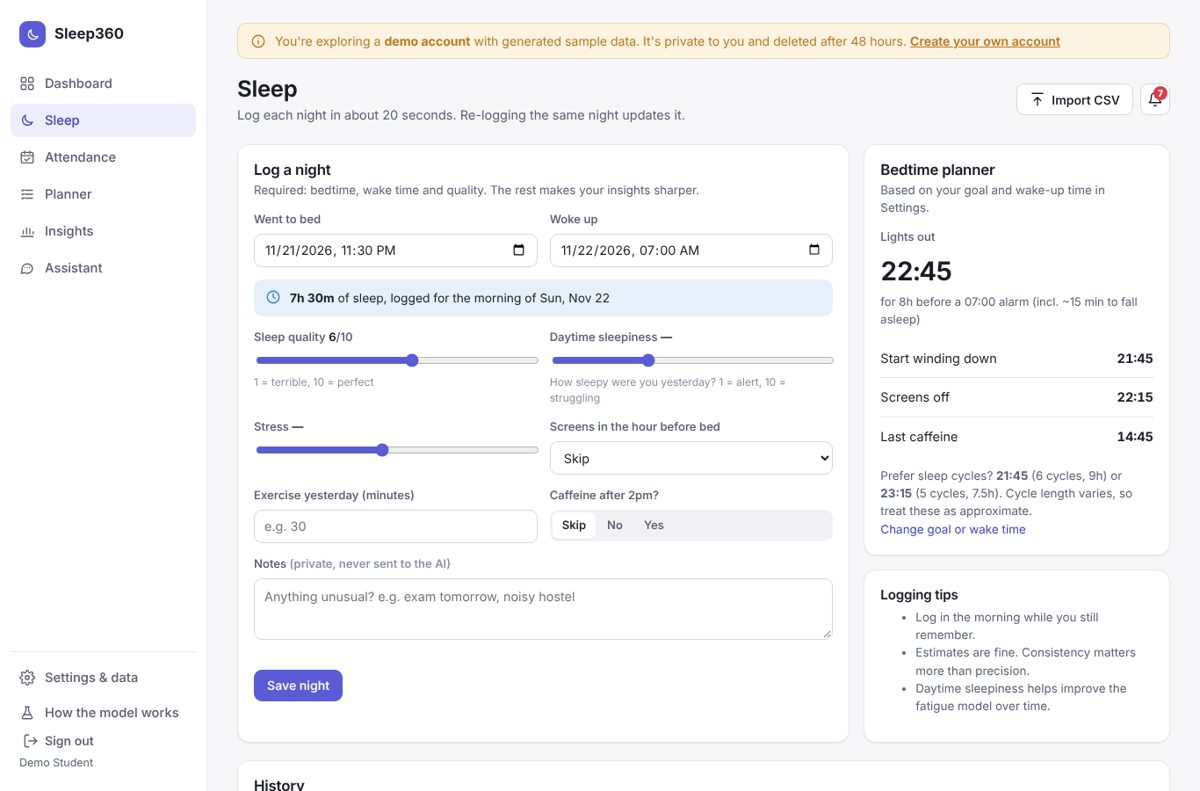 Sleep360
Dashboard
Sleep
Attendance
Planner
Insights
Assistant
Settings & data
How the model works
Sign out
Demo Student
You're exploring a demo account with generated sample data. It's private to you and deleted after 48 hours. Create your own account
Sleep
Log each night in about 20 seconds. Re-logging the same night updates it.
Import CSV
7
Log a night
Required: bedtime, wake time and quality. The rest makes your insights sharper.
Went to bed
11/21/2026, 11:30 PM
Woke up
11/22/2026, 07:00 AM
7h 30m of sleep, logged for the morning of Sun, Nov 22
Sleep quality 6/10
1 = terrible, 10 = perfect
Daytime sleepiness —
How sleepy were you yesterday? 1 = alert, 10 =
struggling
Stress —
Screens in the hour before bed
Skip
Exercise yesterday (minutes)
e.g. 30
Caffeine after 2pm?
Skip No Yes
Notes (private, never sent to the AI)
Anything unusual? e.g. exam tomorrow, noisy hostel
Save night
Bedtime planner
Based on your goal and wake-up time in
Settings.
Lights out
22:45
for 8h before a 07:00 alarm (incl. ~15 min to fall
asleep)
Start winding down 21:45
Screens off 22:15
Last caffeine 14:45
Prefer sleep cycles? 21:45 (6 cycles, 9h) or
23:15 (5 cycles, 7.5h). Cycle length varies, so
treat these as approximate.
Change goal or wake time
Logging tips
• Log in the morning while you still
remember.
• Estimates are fine. Consistency matters
more than precision.
• Daytime sleepiness helps improve the
fatigue model over time.
History